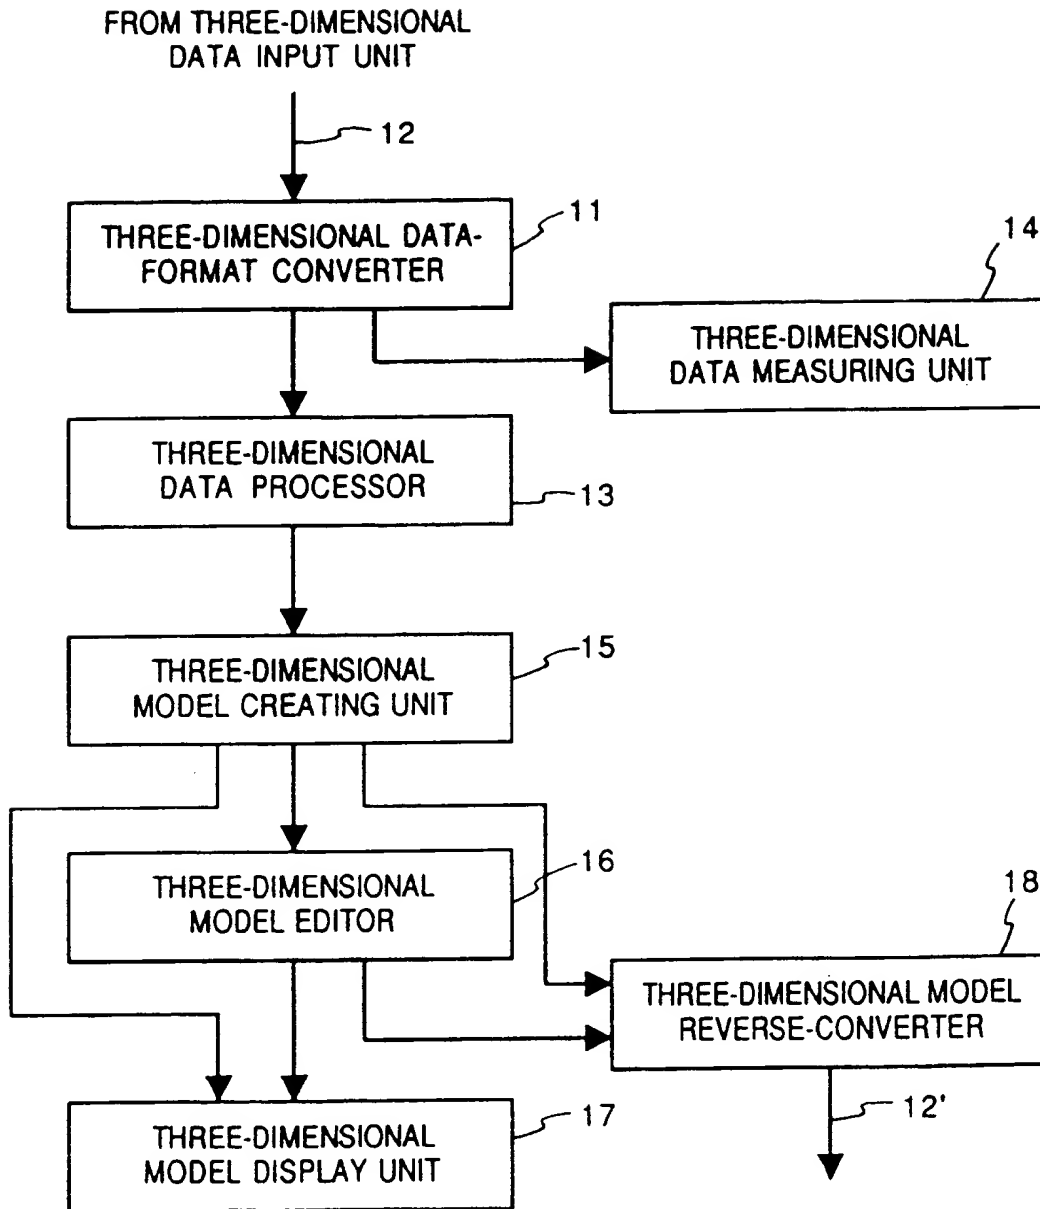 FROM THREE-DIMENSIONAL
DATA INPUT UNIT
12
THREE-DIMENSIONAL DATA-
FORMAT CONVERTER
11
14
THREE-DIMENSIONAL
DATA MEASURING UNIT
THREE-DIMENSIONAL
DATA PROCESSOR
13
THREE-DIMENSIONAL
MODEL CREATING UNIT
15
THREE-DIMENSIONAL
MODEL EDITOR
16
18
THREE-DIMENSIONAL MODEL
REVERSE-CONVERTER
12'
THREE-DIMENSIONAL
MODEL DISPLAY UNIT
17